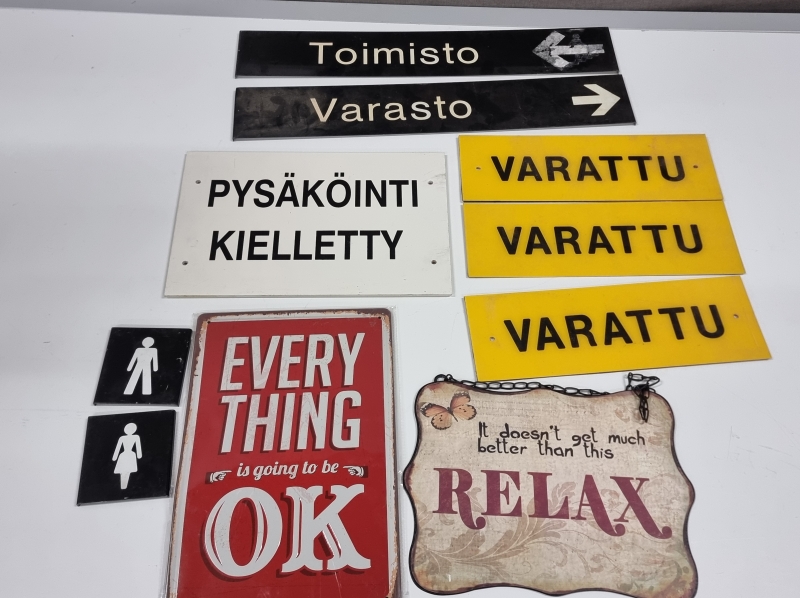 Toimisto
Varasto
PYSÄKÖINTI
KIELLETTY
VARATTU
VARATTU
VARATTU
EVERY
THING
is going to be
OK
It doesn't get much
better than this
RELAX